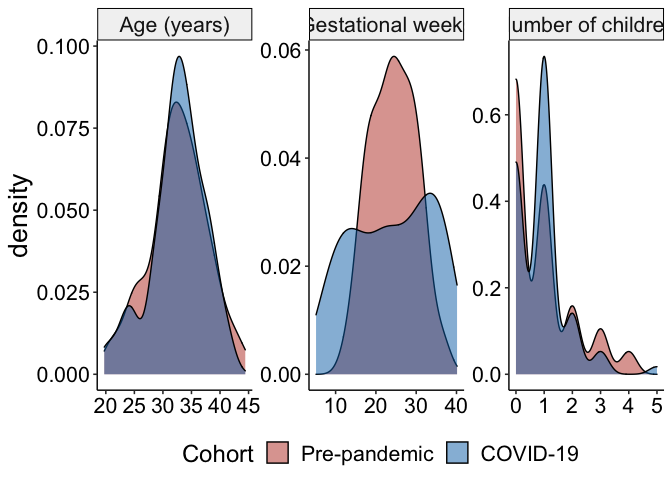 Age (years)
Gestational week
umber of childre
density
0.100
0.075
0.050
0.025
0.000
20 25 30 35 40 45
0.06
0.04
0.02
0.00
10 20 30 40
0.6
0.4
0.2
0.0
0 1 2 3 4 5
Cohort Pre-pandemic COVID-19